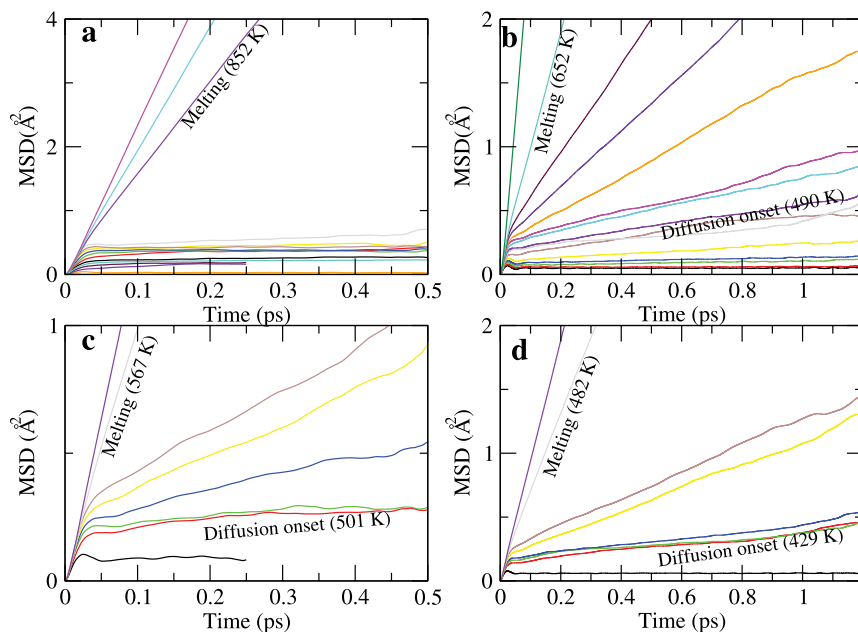 a
4
3
2
1
0
MSD(Å²)
Melting (852 K)
0 0.1 0.2 0.3 0.4 0.5
Time (ps)
b
2
1
0
MSD(Å²)
Melting (652 K)
Diffusion onset (490 K)
0 0.2 0.4 0.6 0.8 1
Time (ps)
c
1
0
MSD (Å²)
Melting (567 K)
Diffusion onset (501 K)
0 0.1 0.2 0.3 0.4 0.5
Time (ps)
d
2
1
0
MSD (Å²)
Melting (482 K)
Diffusion onset (429 K)
0 0.2 0.4 0.6 0.8 1
Time (ps)